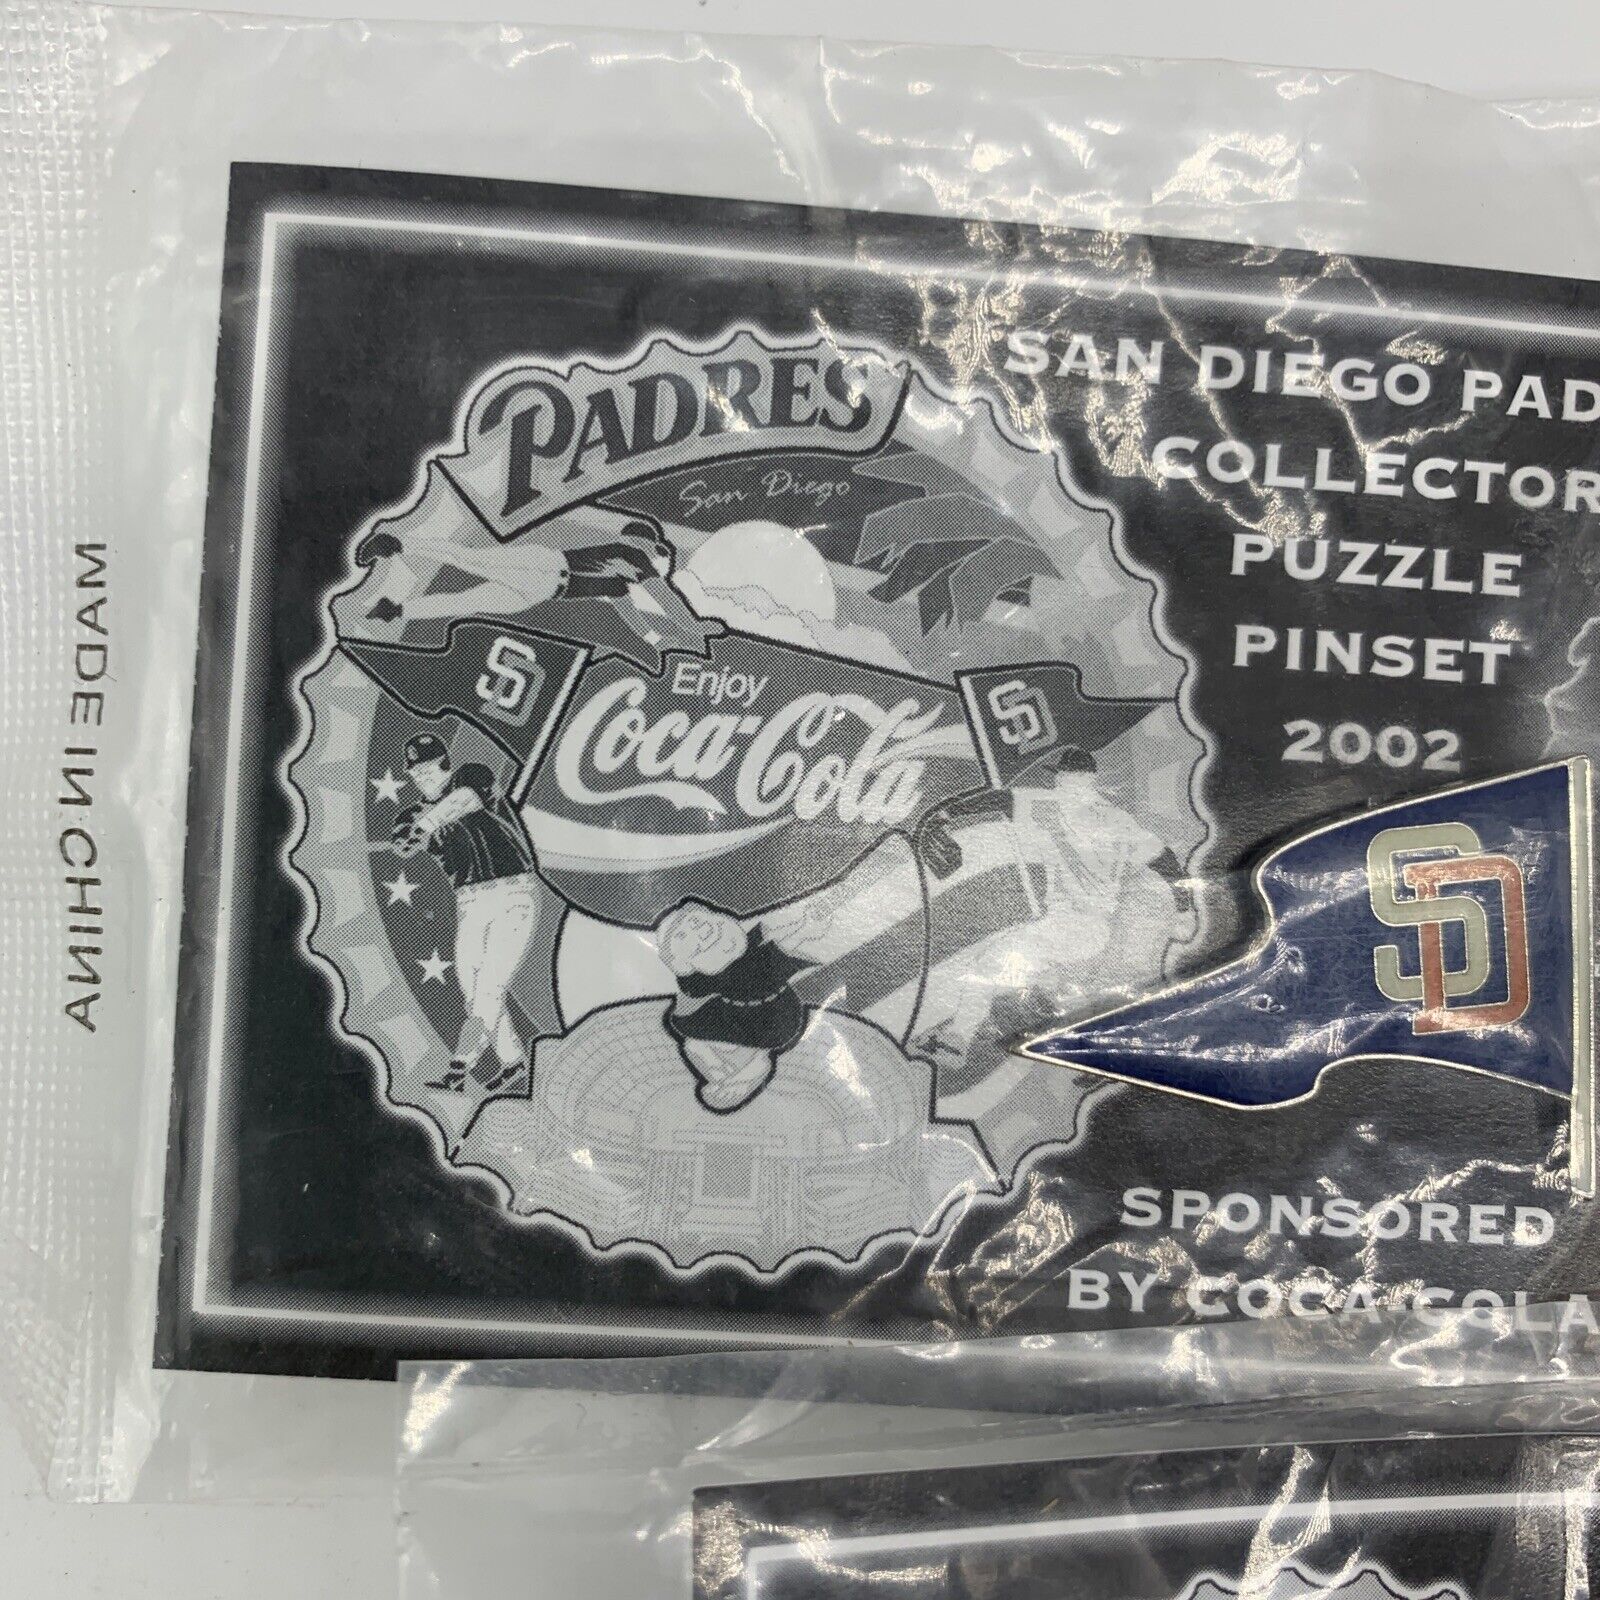 MADE IN CHINA
PADRES
San Diego
SD
Enjoy
Coca-Cola
SD
SAN DIEGO PAD
COLLECTOR
PUZZLE
PINSET
2002
SD
SPONSORED
BY COCA-COLA